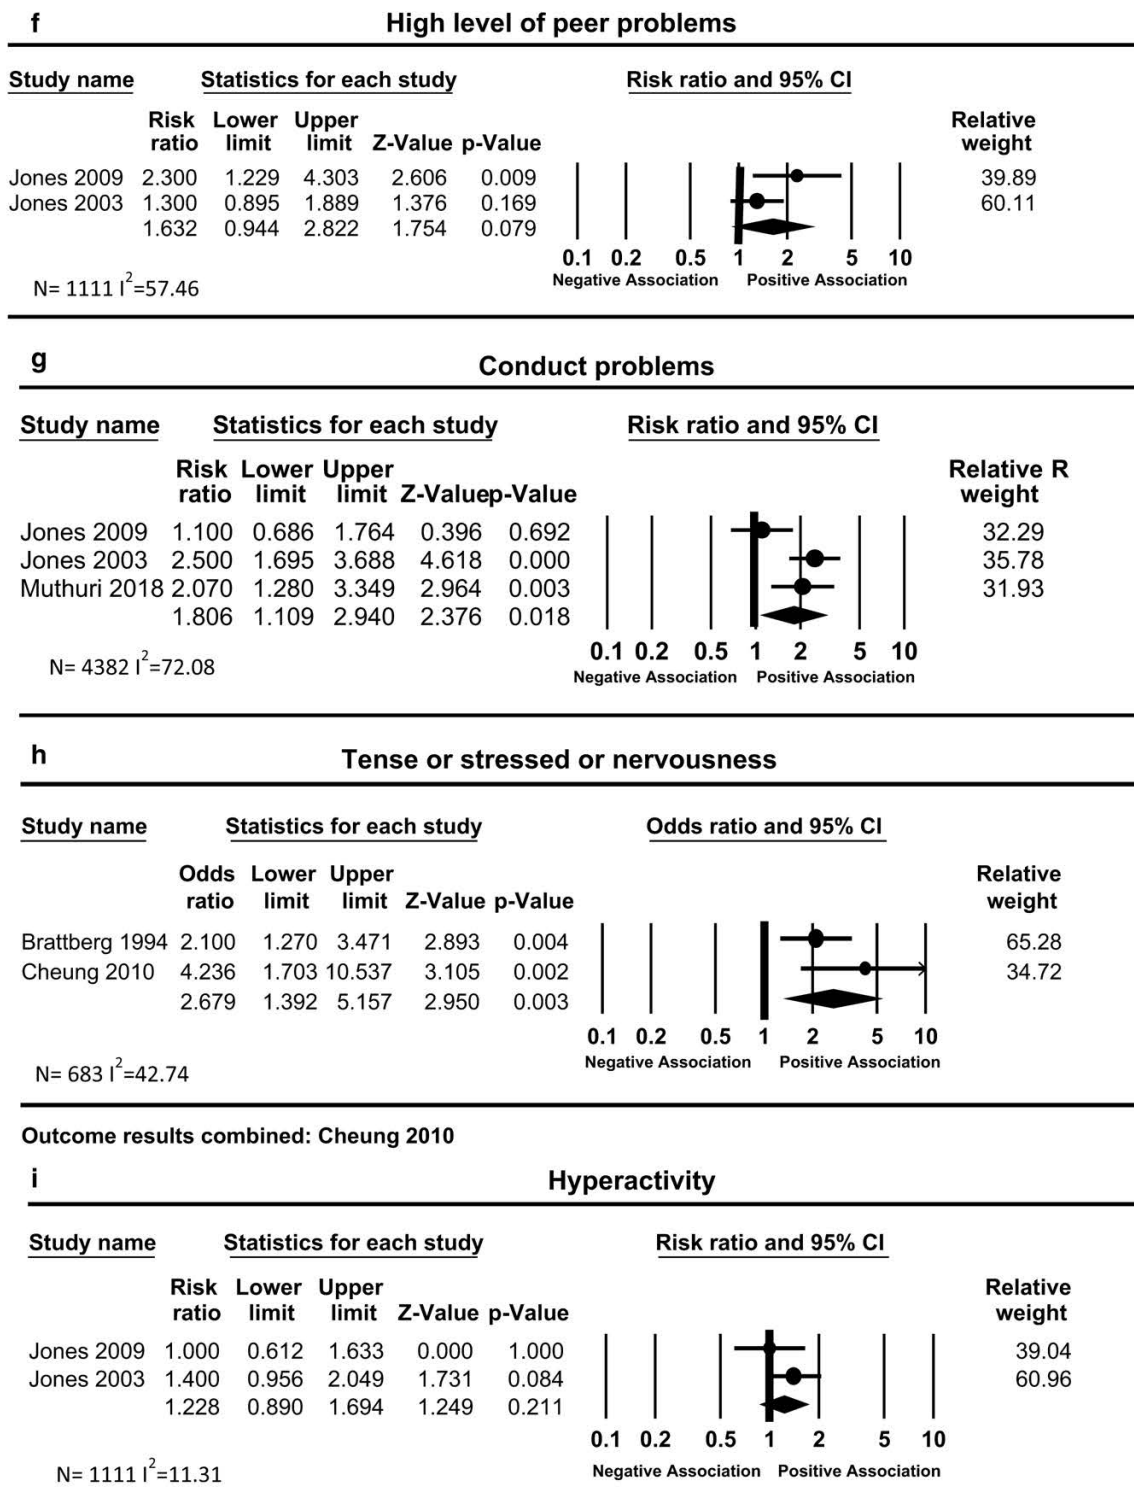 f High level of peer problems
Study name Statistics for each study Risk ratio and 95% CI
Risk Lower Upper Relative
ratio limit limit Z-Value p-Value weight
Jones 2009 2.300 1.229 4.303 2.606 0.009 39.89
Jones 2003 1.300 0.895 1.889 1.376 0.169 60.11
1.632 0.944 2.822 1.754 0.079
0.1 0.2 0.5 1 2 5 10
Negative Association Positive Association
N= 1111 I²=57.46
g Conduct problems
Study name Statistics for each study Risk ratio and 95% CI
Risk Lower Upper Relative R
ratio limit limit Z-Valuep-Value weight
Jones 2009 1.100 0.686 1.764 0.396 0.692 32.29
Jones 2003 2.500 1.695 3.688 4.618 0.000 35.78
Muthuri 2018 2.070 1.280 3.349 2.964 0.003 31.93
1.806 1.109 2.940 2.376 0.018
0.1 0.2 0.5 1 2 5 10
Negative Association Positive Association
N= 4382 I²=72.08
h Tense or stressed or nervousness
Study name Statistics for each study Odds ratio and 95% CI
Odds Lower Upper Relative
ratio limit limit Z-Value p-Value weight
Brattberg 1994 2.100 1.270 3.471 2.893 0.004 65.28
Cheung 2010 4.236 1.703 10.537 3.105 0.002 34.72
2.679 1.392 5.157 2.950 0.003
0.1 0.2 0.5 1 2 5 10
Negative Association Positive Association
N= 683 I²=42.74
Outcome results combined: Cheung 2010
i Hyperactivity
Study name Statistics for each study Risk ratio and 95% CI
Risk Lower Upper Relative
ratio limit limit Z-Value p-Value weight
Jones 2009 1.000 0.612 1.633 0.000 1.000 39.04
Jones 2003 1.400 0.956 2.049 1.731 0.084 60.96
1.228 0.890 1.694 1.249 0.211
0.1 0.2 0.5 1 2 5 10
Negative Association Positive Association
N= 1111 I²=11.31